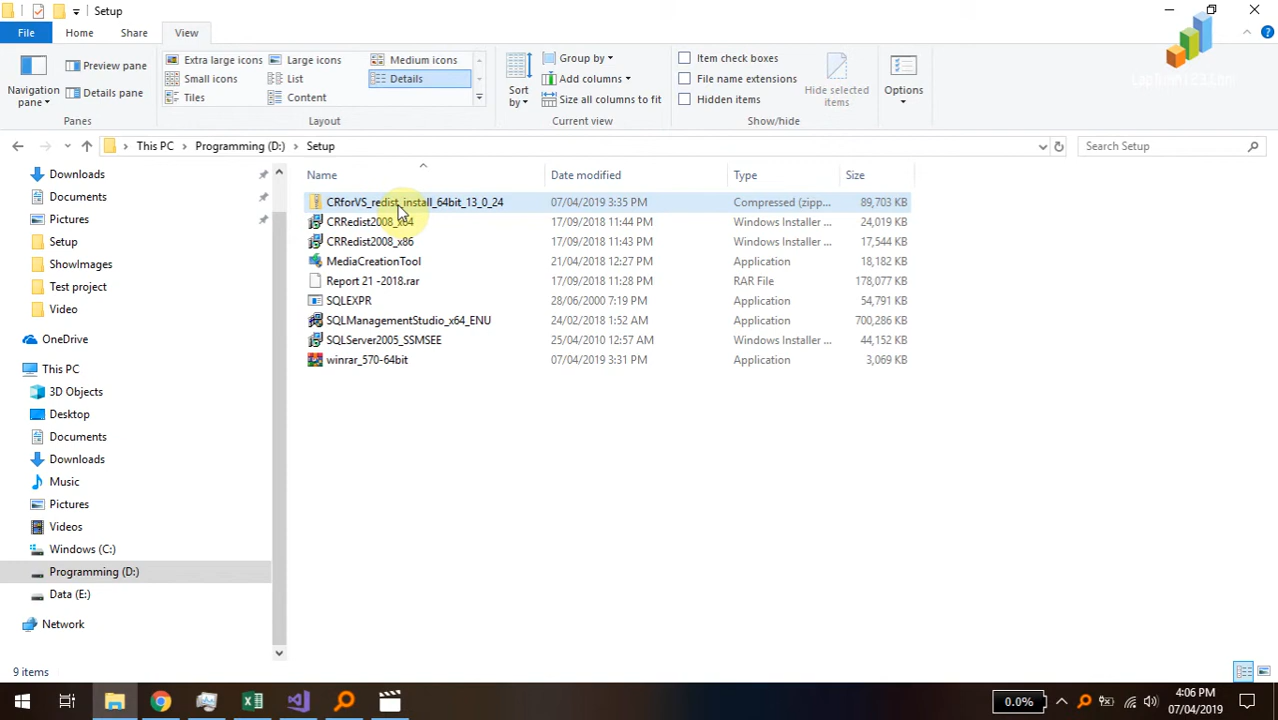 Setup
File Home Share View
Navigation pane
Preview pane
Details pane
Panes
Extra large icons Large icons Medium icons
Small icons List Details
Tiles Content
Layout
Sort by
Group by
Add columns
Size all columns to fit
Current view
Item check boxes
File name extensions
Hidden items
Hide selected items
Show/hide
Options
This PC Programming (D:) Setup
Search Setup
Downloads
Documents
Pictures
Setup
ShowImages
Test project
Video
OneDrive
This PC
3D Objects
Desktop
Documents
Downloads
Music
Pictures
Videos
Windows (C:)
Programming (D:)
Data (E:)
Network
Name Date modified Type Size
CRforVS_redist_install_64bit_13_0_24 07/04/2019 3:35 PM Compressed (zipp... 89,703 KB
CRRedist2008_x64 17/09/2018 11:44 PM Windows Installer ... 24,019 KB
CRRedist2008_x86 17/09/2018 11:43 PM Windows Installer ... 17,544 KB
MediaCreationTool 21/04/2018 12:27 PM Application 18,182 KB
Report 21 -2018.rar 17/09/2018 11:28 PM RAR File 178,077 KB
SQLEXPR 28/06/2000 7:19 PM Application 54,791 KB
SQLManagementStudio_x64_ENU 24/02/2018 1:52 AM Application 700,286 KB
SQLServer2005_SSMSEE 25/04/2010 12:57 AM Windows Installer ... 44,152 KB
winrar_570-64bit 07/04/2019 3:31 PM Application 3,069 KB
9 items
0.0%
4:06 PM
07/04/2019